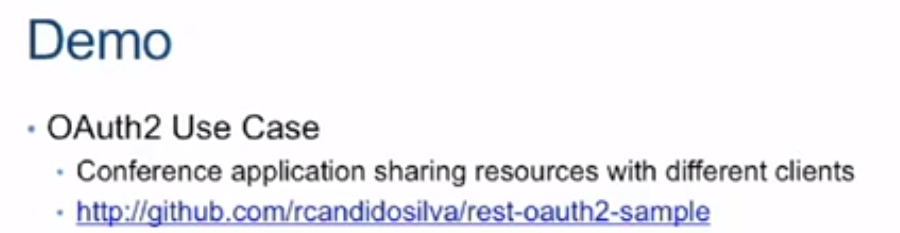 Demo
OAuth2 Use Case
Conference application sharing resources with different clients
http://github.com/rcandidosilva/rest-oauth2-sample